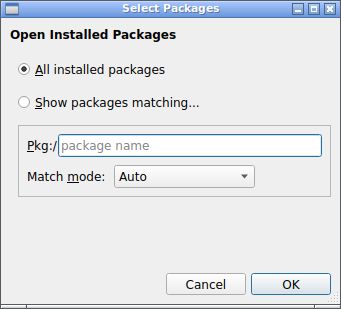 Select Packages
Open Installed Packages
All installed packages
Show packages matching...
Pkg:/ package name
Match mode: Auto
Cancel OK